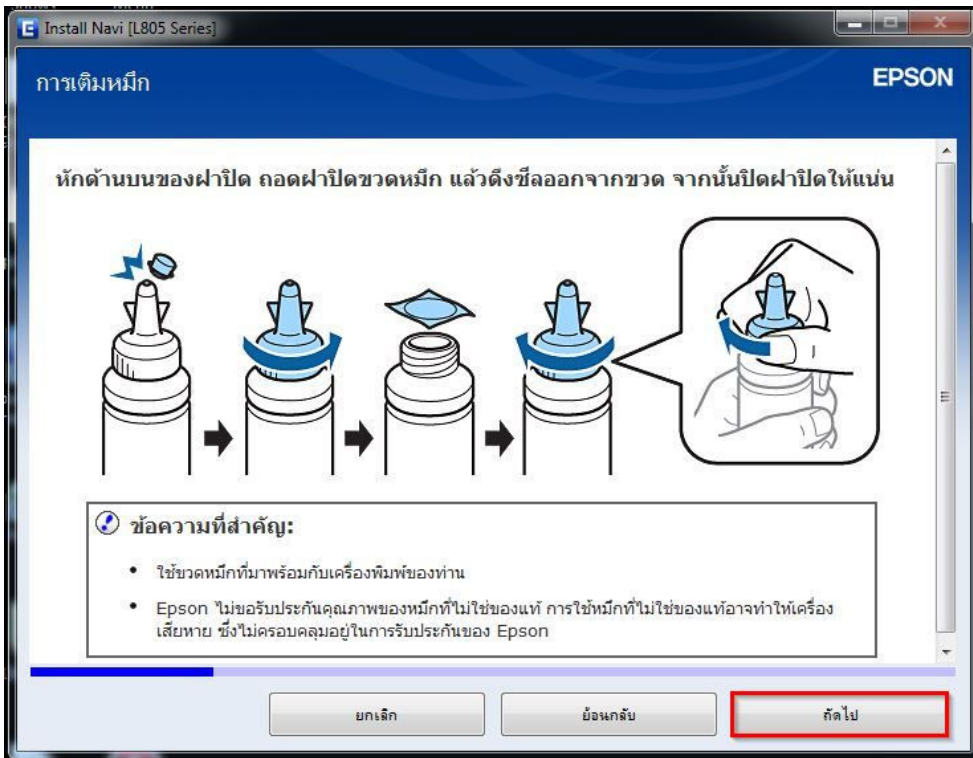 Install Navi [L805 Series]
การเติมหมึก
EPSON
หักด้านบนของฝาปิด ถอดฝาปิดขวดหมึก แล้วดึงซีลออกจากขวด จากนั้นปิดฝาปิดให้แน่น
ข้อความที่สำคัญ:
• ใช้ขวดหมึกที่มาพร้อมกับเครื่องพิมพ์ของท่าน
• Epson ไม่ขอรับประกันคุณภาพของหมึกที่ไม่ใช่ของแท้ การใช้หมึกที่ไม่ใช่ของแท้อาจทำให้เครื่อง
เสียหาย ซึ่งไม่ครอบคลุมอยู่ในการรับประกันของ Epson
ยกเลิก
ย้อนกลับ
ถัดไป